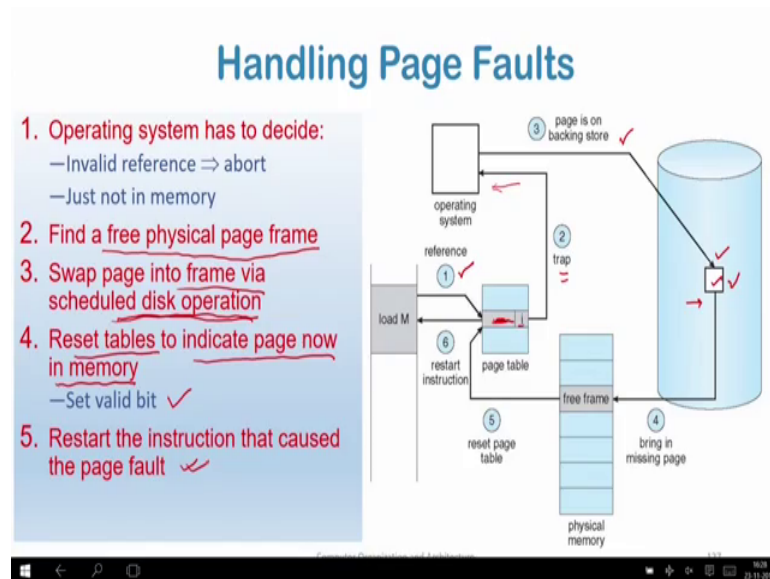 Handling Page Faults
1. Operating system has to decide:
–Invalid reference ⇒ abort
–Just not in memory
2. Find a free physical page frame
3. Swap page into frame via
scheduled disk operation
4. Reset tables to indicate page now
in memory
–Set valid bit
5. Restart the instruction that caused
the page fault
3
page is on
backing store
operating
system
reference
1
2
trap
load M
6
restart
instruction
page table
free frame
5
reset page
table
4
bring in
missing page
physical
memory
Computer Organization and Architecture
137
16:28